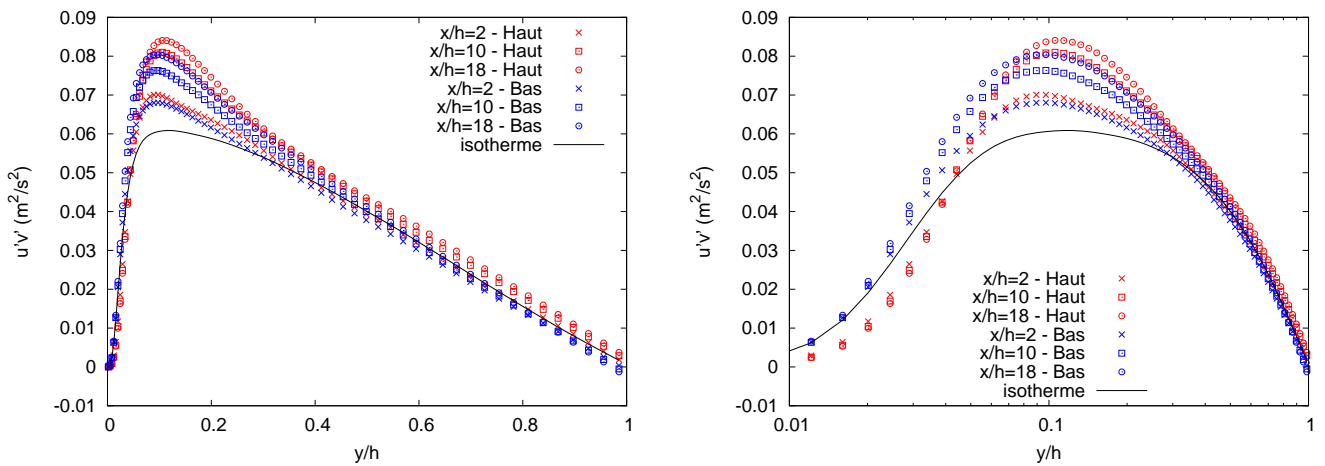 0.09
0.08
0.07
0.06
0.05
0.04
0.03
0.02
0.01
0
-0.01
u'v' (m²/s²)
x/h=2 - Haut
x/h=10 - Haut
x/h=18 - Haut
x/h=2 - Bas
x/h=10 - Bas
x/h=18 - Bas
isotherme
0 0.2 0.4 0.6 0.8 1
y/h
0.09
0.08
0.07
0.06
0.05
0.04
0.03
0.02
0.01
0
-0.01
u'v' (m²/s²)
x/h=2 - Haut
x/h=10 - Haut
x/h=18 - Haut
x/h=2 - Bas
x/h=10 - Bas
x/h=18 - Bas
isotherme
0.01 0.1 1
y/h